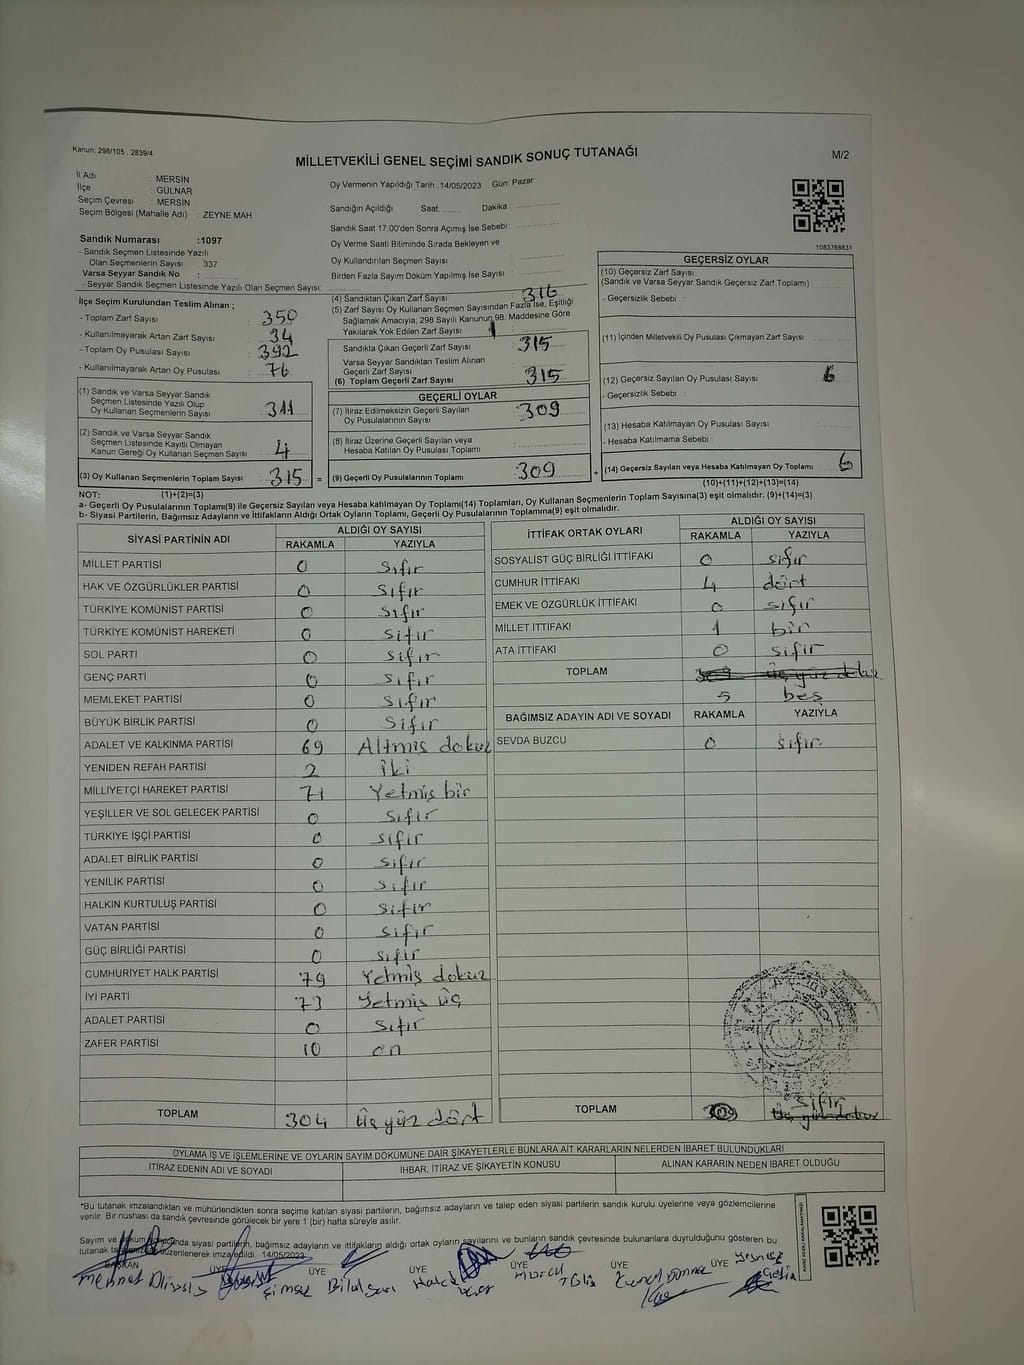 Kanun: 298/105 . 2839/4
MİLLETVEKİLİ GENEL SEÇİMİ SANDIK SONUÇ TUTANAĞI
M/2
İl Adı : MERSİN
İlçe : GÜLNAR
Seçim Çevresi : MERSİN
Seçim Bölgesi (Mahalle Adı) : ZEYNE MAH.
Oy Vermenin Yapıldığı Tarih :14/05/2023 Gün: Pazar
Sandığın Açıldığı Saat: Dakika :
Sandık Saat 17:00'den Sonra Açımış İse Sebebi :
Oy Verme Saati Bitiminde Sırada Bekleyen ve
Oy Kullandırılan Seçmen Sayısı :
Birden Fazla Sayım Döküm Yapılmış İse Sayısı :
1083768831
Sandık Numarası :1097
- Sandık Seçmen Listesinde Yazılı
Olan Seçmenlerin Sayısı : 337
Varsa Seyyar Sandık No :
- Seyyar Sandık Seçmen Listesinde Yazılı Olan Seçmen Sayısı:
İlçe Seçim Kurulundan Teslim Alınan ;
- Toplam Zarf Sayısı : 350
- Kullanılmayarak Artan Zarf Sayısı : 34
- Toplam Oy Pusulası Sayısı : 392
- Kullanılmayarak Artan Oy Pusulası : 76
(1) Sandık ve Varsa Seyyar Sandık
Seçmen Listesinde Yazılı Olup
Oy Kullanan Seçmenlerin Sayısı : 311
(2) Sandık ve Varsa Seyyar Sandık
Seçmen Listesinde Kayıtlı Olmayan
Kanun Gereği Oy Kullanan Seçmen Sayısı : 4
(3) Oy Kullanan Seçmenlerin Toplam Sayısı : 315 =
(4) Sandıktan Çıkan Zarf Sayısı : 316
(5) Zarf Sayısı Oy Kullanan Seçmen Sayısından Fazla İse, Eşitliği
Sağlamak Amacıyla; 298 Sayılı Kanunun 98. Maddesine Göre
Yakılarak Yok Edilen Zarf Sayısı : 1
Sandıkta Çıkan Geçerli Zarf Sayısı : 315
Varsa Seyyar Sandıktan Teslim Alınan
Geçerli Zarf Sayısı :
(6) Toplam Geçerli Zarf Sayısı : 315
GEÇERLİ OYLAR
(7) İtiraz Edilmeksizin Geçerli Sayılan
Oy Pusulalarının Sayısı : 309
(8) İtiraz Üzerine Geçerli Sayılan veya
Hesaba Katılan Oy Pusulası Toplamı :
(9) Geçerli Oy Pusulalarının Toplamı : 309 +
GEÇERSİZ OYLAR
(10) Geçersiz Zarf Sayısı
(Sandık ve Varsa Seyyar Sandık Geçersiz Zarf Toplamı) :
- Geçersizlik Sebebi :
(11) İçinden Milletvekili Oy Pusulası Çıkmayan Zarf Sayısı :
(12) Geçersiz Sayılan Oy Pusulası Sayısı : 6
- Geçersizlik Sebebi :
(13) Hesaba Katılmayan Oy Pusulası Sayısı :
- Hesaba Katılmama Sebebi :
(14) Geçersiz Sayılan veya Hesaba Katılmayan Oy Toplamı : 6
(10)+(11)+(12)+(13)=(14)
NOT: (1)+(2)=(3)
a- Geçerli Oy Pusulalarının Toplamı(9) ile Geçersiz Sayılan veya Hesaba katılmayan Oy Toplamı(14) Toplamları, Oy Kullanan Seçmenlerin Toplam Sayısına(3) eşit olmalıdır. (9)+(14)=(3)
b- Siyasi Partilerin, Bağımsız Adayların ve İttifakların Aldığı Ortak Oyların Toplamı, Geçerli Oy Pusulalarının Toplamına(9) eşit olmalıdır.
SİYASİ PARTİNİN ADI
ALDIĞI OY SAYISI
RAKAMLA YAZIYLA
MİLLET PARTİSİ 0 sıfır
HAK VE ÖZGÜRLÜKLER PARTİSİ 0 sıfır
TÜRKİYE KOMÜNİST PARTİSİ 0 sıfır
TÜRKİYE KOMÜNİST HAREKETİ 0 sıfır
SOL PARTİ 0 sıfır
GENÇ PARTİ 0 sıfır
MEMLEKET PARTİSİ 0 sıfır
BÜYÜK BİRLİK PARTİSİ 0 sıfır
ADALET VE KALKINMA PARTİSİ 69 Altmış dokuz
YENİDEN REFAH PARTİSİ 2 iki
MİLLİYETÇİ HAREKET PARTİSİ 71 Yetmiş bir
YEŞİLLER VE SOL GELECEK PARTİSİ 0 sıfır
TÜRKİYE İŞÇİ PARTİSİ 0 sıfır
ADALET BİRLİK PARTİSİ 0 sıfır
YENİLİK PARTİSİ 0 sıfır
HALKIN KURTULUŞ PARTİSİ 0 sıfır
VATAN PARTİSİ 0 sıfır
GÜÇ BİRLİĞİ PARTİSİ 0 sıfır
CUMHURİYET HALK PARTİSİ 79 Yetmiş dokuz
İYİ PARTİ 73 Yetmiş üç
ADALET PARTİSİ 0 sıfır
ZAFER PARTİSİ 10 on
TOPLAM 304 üç yüz dört
İTTİFAK ORTAK OYLARI
ALDIĞI OY SAYISI
RAKAMLA YAZIYLA
SOSYALİST GÜÇ BİRLİĞİ İTTİFAKI 0 sıfır
CUMHUR İTTİFAKI 4 dört
EMEK VE ÖZGÜRLÜK İTTİFAKI 0 sıfır
MİLLET İTTİFAKI 1 bir
ATA İTTİFAKI 0 sıfır
TOPLAM 309 üç yüz dokuz
5 beş
BAĞIMSIZ ADAYIN ADI VE SOYADI RAKAMLA YAZIYLA
SEVDA BUZCU 0 sıfır
sıfır
TOPLAM
OYLAMA İŞ VE İŞLEMLERİNE VE OYLARIN SAYIM DÖKÜMÜNE DAİR ŞİKAYETLERLE BUNLARA AİT KARARLARIN NELERDEN İBARET BULUNDUKLARI
İTİRAZ EDENİN ADI VE SOYADI
İHBAR, İTİRAZ VE ŞİKAYETİN KONUSU
ALINAN KARARIN NEDEN İBARET OLDUĞU
*Bu tutanak imzalandıktan ve mühürlendikten sonra seçime katılan siyasi partilerin, bağımsız adayların ve talep eden siyasi partilerin sandık kurulu üyelerine veya gözlemcilerine
verilir. Bir nüshası da sandık çevresinde görülecek bir yere 1 (bir) hafta süreyle asılır.
Sayım ve döküm siyasi partilerin, bağımsız adayların ve ittifakların aldığı ortak oyların sayılarını ve bunların sandık çevresinde bulunanlara duyrulduğunu gösteren bu
tutanak düzenlenerek imza edildi. 14/05/2023
BAŞKAN ÜYE ÜYE ÜYE ÜYE ÜYE ÜYE
Mehmet Şimşek Bilal Sarı
KARE KODU KARALAMAYINIZ